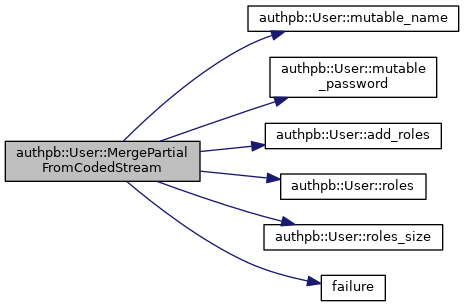 authpb::User::mutable_name
authpb::User::mutable
_password
authpb::User::add_roles
authpb::User::MergePartial
FromCodedStream
authpb::User::roles
authpb::User::roles_size
failure